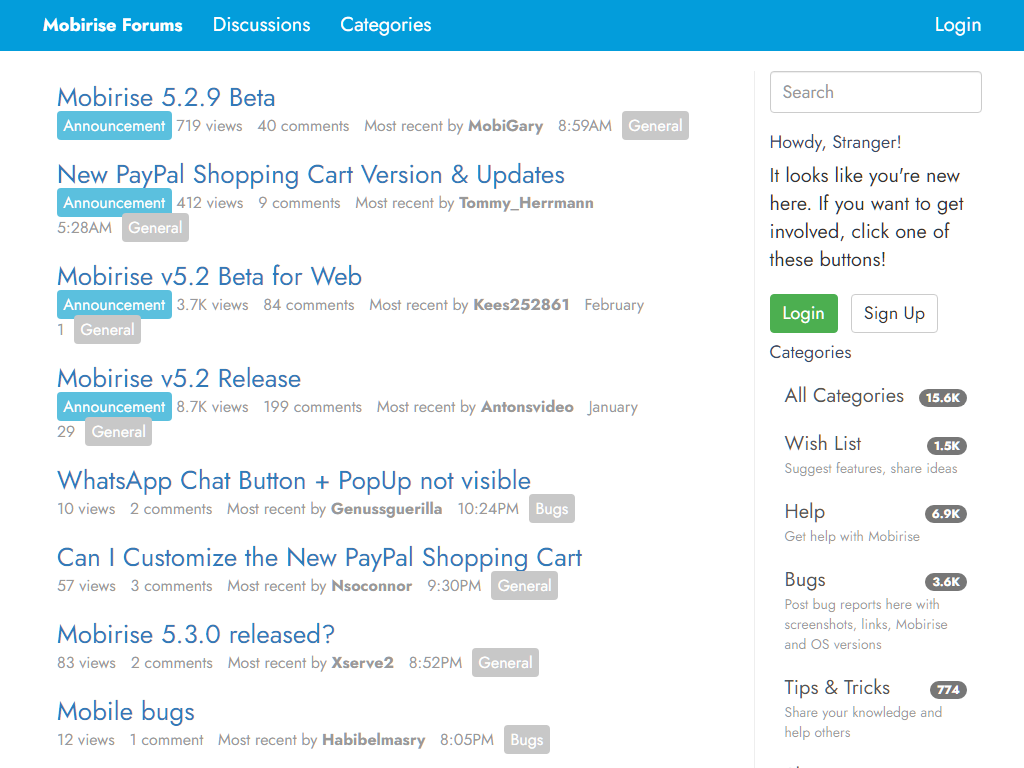 Mobirise Forums Discussions Categories Login
Mobirise 5.2.9 Beta
Announcement 719 views 40 comments Most recent by MobiGary 8:59AM General
New PayPal Shopping Cart Version & Updates
Announcement 412 views 9 comments Most recent by Tommy_Herrmann
5:28AM General
Mobirise v5.2 Beta for Web
Announcement 3.7K views 84 comments Most recent by Kees252861 February
1 General
Mobirise v5.2 Release
Announcement 8.7K views 199 comments Most recent by Antonsvideo January
29 General
WhatsApp Chat Button + PopUp not visible
10 views 2 comments Most recent by Genussguerilla 10:24PM Bugs
Can I Customize the New PayPal Shopping Cart
57 views 3 comments Most recent by Nsoconnor 9:30PM General
Mobirise 5.3.0 released?
83 views 2 comments Most recent by Xserve2 8:52PM General
Mobile bugs
12 views 1 comment Most recent by Habibelmasry 8:05PM Bugs
Search
Howdy, Stranger!
It looks like you're new
here. If you want to get
involved, click one of
these buttons!
Login Sign Up
Categories
All Categories 15.6K
Wish List 1.5K
Suggest features, share ideas
Help 6.9K
Get help with Mobirise
Bugs 3.6K
Post bug reports here with
screenshots, links, Mobirise
and OS versions
Tips & Tricks 774
Share your knowledge and
help others